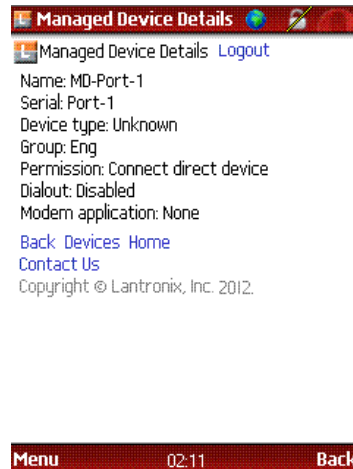 Managed Device Details
Managed Device Details Logout
Name: MD-Port-1
Serial: Port-1
Device type: Unknown
Group: Eng
Permission: Connect direct device
Dialout: Disabled
Modem application: None
Back Devices Home
Contact Us
Copyright © Lantronix, Inc. 2012.
Menu 02:11 Back